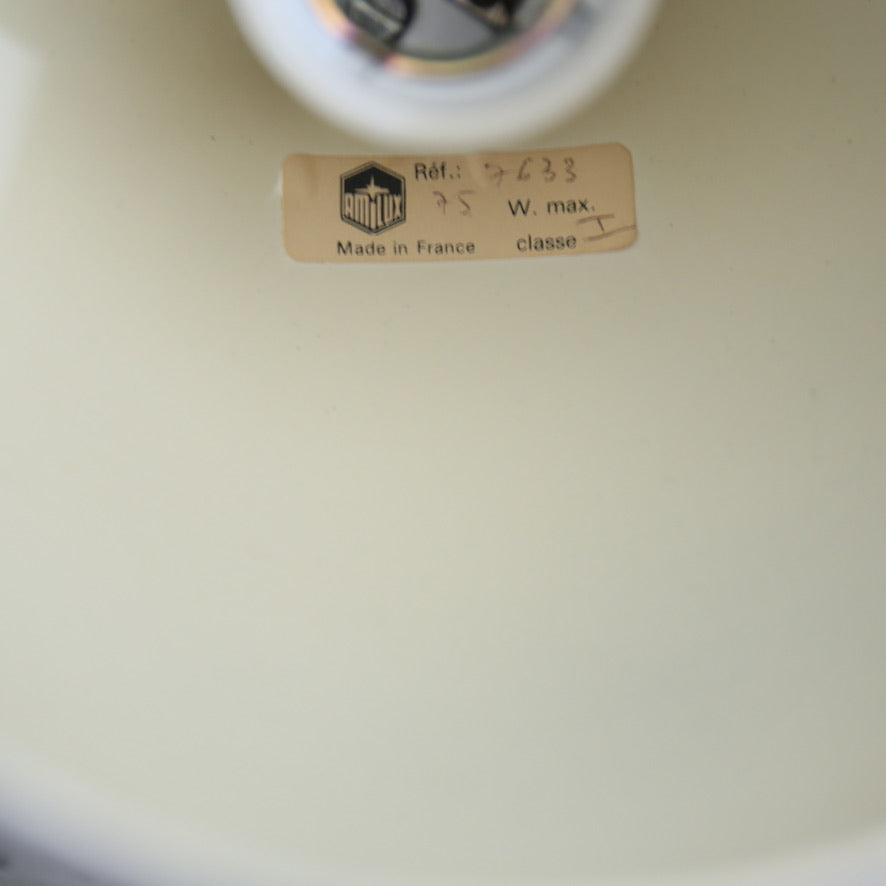 AMILUX
Réf.: 7633
75 W. max.
Made in France classe I